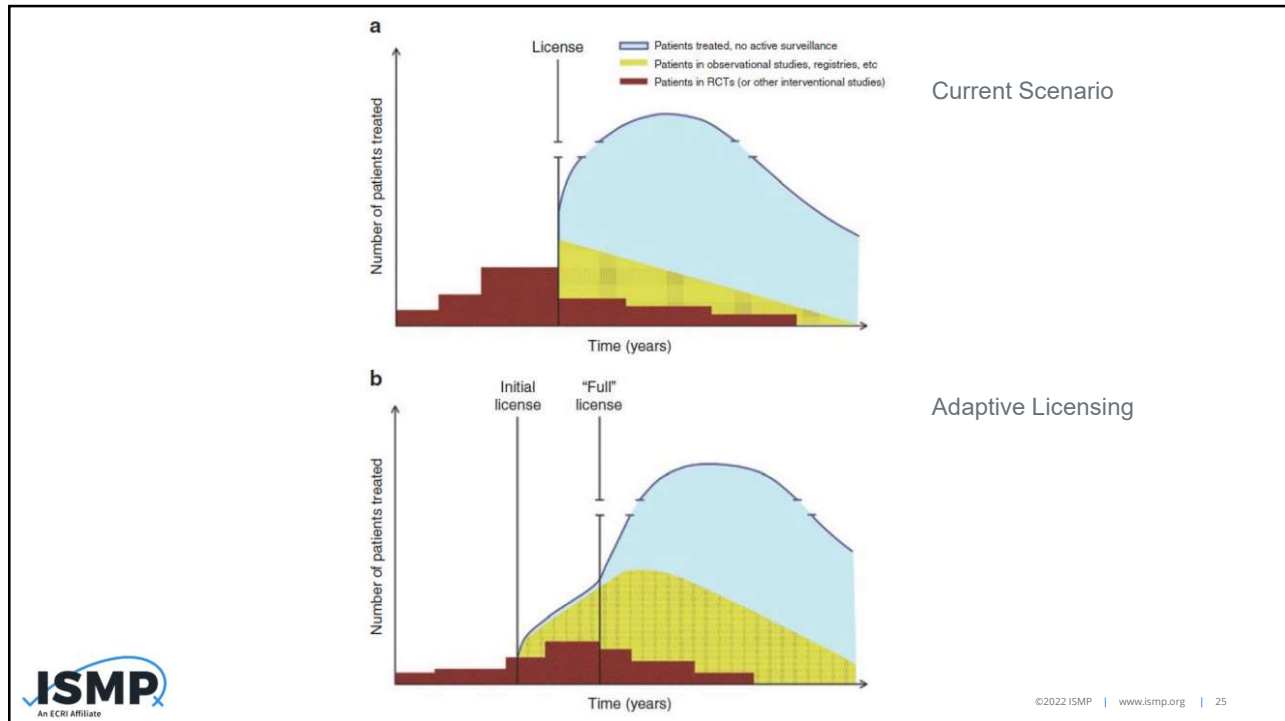 a
License
Patients treated, no active surveillance
Patients in observational studies, registries, etc
Patients in RCTs (or other interventional studies)
Current Scenario
Number of patients treated
Time (years)
b
Initial
license
“Full”
license
Adaptive Licensing
Number of patients treated
Time (years)
ISMP
An ECRI Affiliate
©2022 ISMP | www.ismp.org | 25